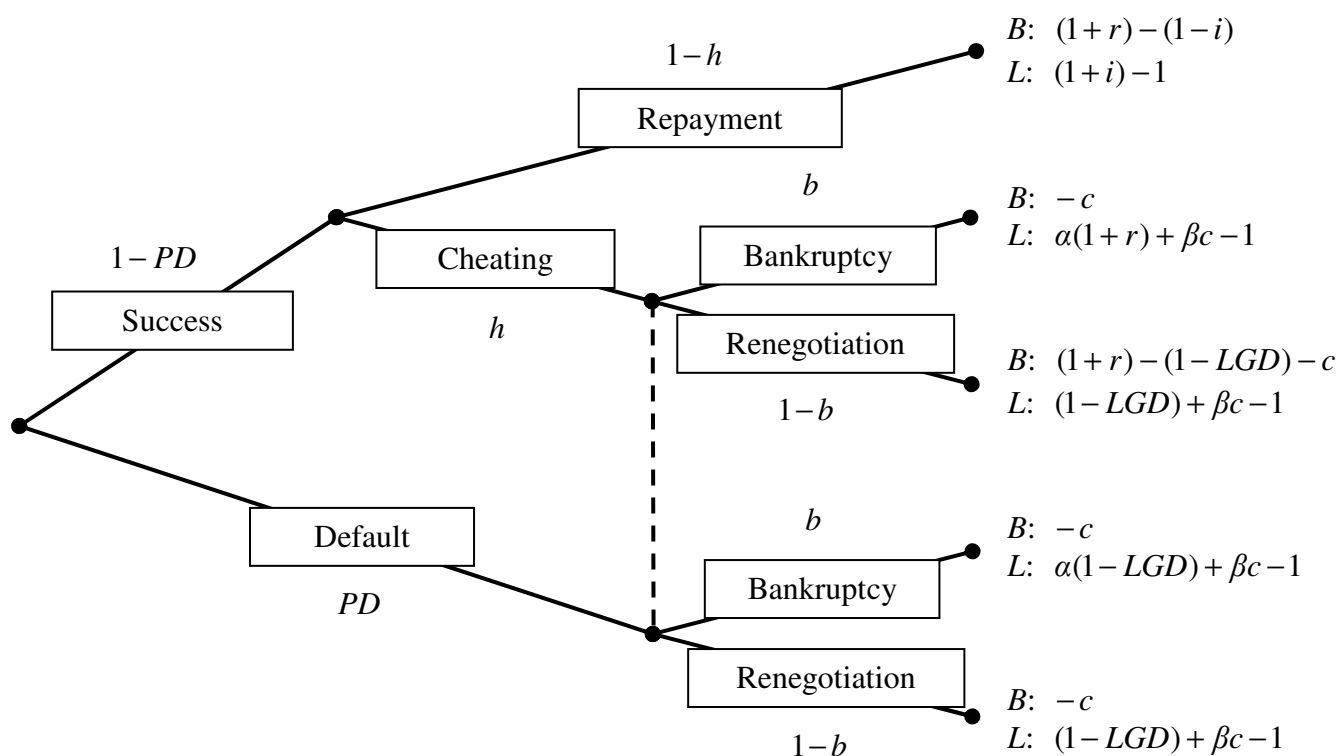 B: (1+r)−(1−i)
1−h
L: (1+i)−1
Repayment
b
B: −c
L: α(1+r)+βc−1
1−PD
Cheating
Bankruptcy
Success
h
Renegotiation
B: (1+r)−(1−LGD)−c
1−b
L: (1−LGD)+βc−1
b
B: −c
Default
L: α(1−LGD)+βc−1
Bankruptcy
PD
Renegotiation
B: −c
1−b
L: (1−LGD)+βc−1